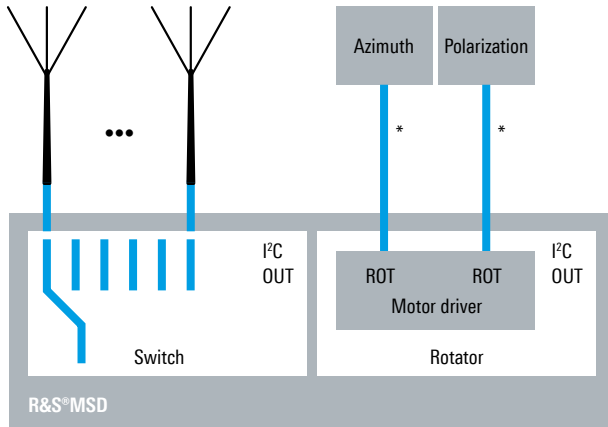 Azimuth
Polarization
*
*
I²C
OUT
Switch
ROT
ROT
Motor driver
I²C
OUT
Rotator
R&S®MSD